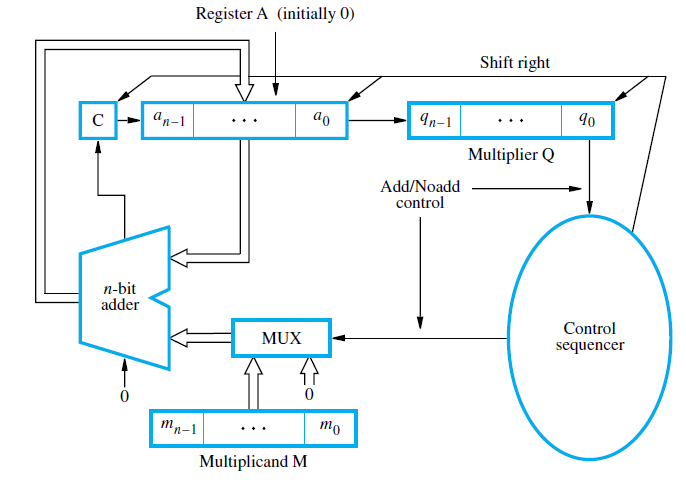 Register A (initially 0)
Shift right
C
a_{n-1}
. . .
a_0
q_{n-1}
. . .
q_0
Multiplier Q
Add/Noadd
control
n-bit
adder
MUX
Control
sequencer
0
0
m_{n-1}
. . .
m_0
Multiplicand M